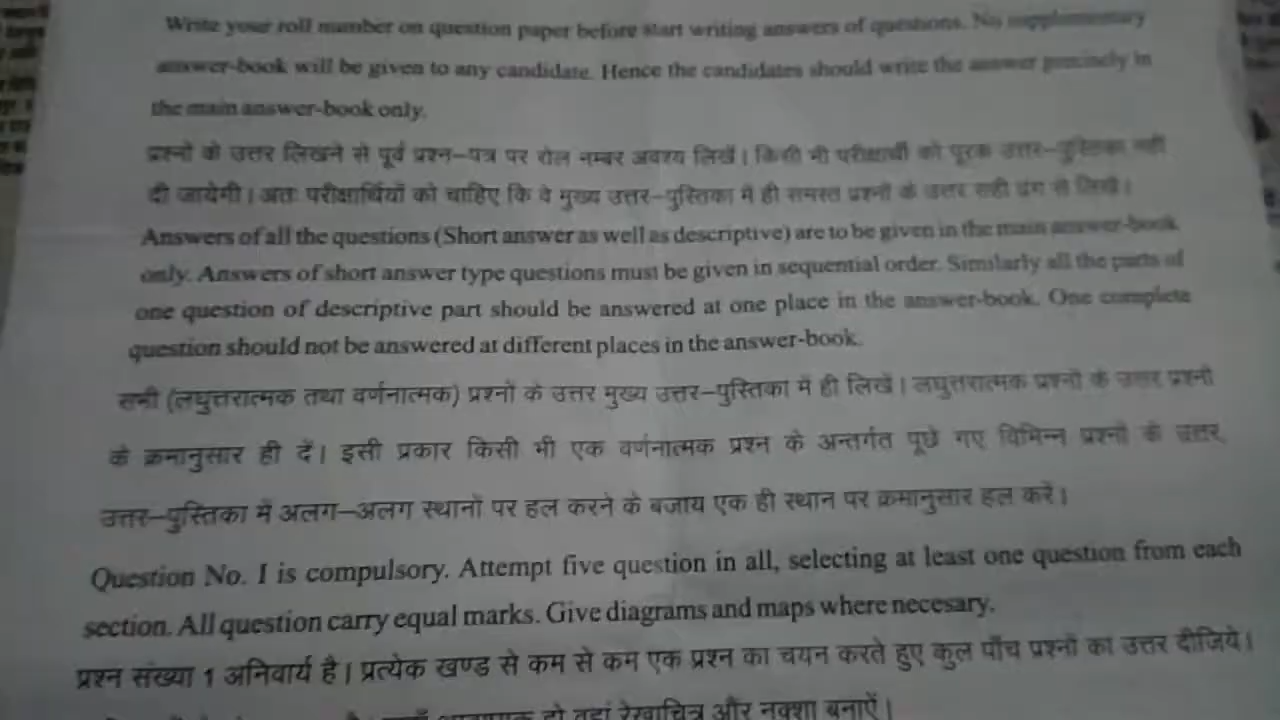 Write your roll number on question paper before start writing answers of questions. No supplementary
answer-book will be given to any candidate. Hence the candidates should write the answer precisely in
the main answer-book only.
प्रश्नों के उत्तर लिखने से पूर्व प्रश्न-पत्र पर रोल नम्बर अवश्य लिखें। किसी भी परीक्षार्थी को पूरक उत्तर-पुस्तिका नहीं
दी जायेगी। अतः परीक्षार्थियों को चाहिए कि वे मुख्य उत्तर-पुस्तिका में ही समस्त प्रश्नों के उत्तर सही ढंग से लिखें।
Answers of all the questions (Short answer as well as descriptive) are to be given in the main answer-book
only. Answers of short answer type questions must be given in sequential order. Similarly all the parts of
one question of descriptive part should be answered at one place in the answer-book. One complete
question should not be answered at different places in the answer-book.
सभी (लघुत्तरात्मक तथा वर्णनात्मक) प्रश्नों के उत्तर मुख्य उत्तर-पुस्तिका में ही लिखें। लघुत्तरात्मक प्रश्नों के उत्तर प्रश्नों
के क्रमानुसार ही दें। इसी प्रकार किसी भी एक वर्णनात्मक प्रश्न के अन्तर्गत पूछे गए विभिन्न प्रश्नों के उत्तर,
उत्तर-पुस्तिका में अलग-अलग स्थानों पर हल करने के बजाय एक ही स्थान पर क्रमानुसार हल करें।
Question No. I is compulsory. Attempt five question in all, selecting at least one question from each
section. All question carry equal marks. Give diagrams and maps where necesary.
प्रश्न संख्या 1 अनिवार्य है। प्रत्येक खण्ड से कम से कम एक प्रश्न का चयन करते हुए कुल पाँच प्रश्नों का उत्तर दीजिये।
हो वहां रेखाचित्र और नक्शा बनाऐं।